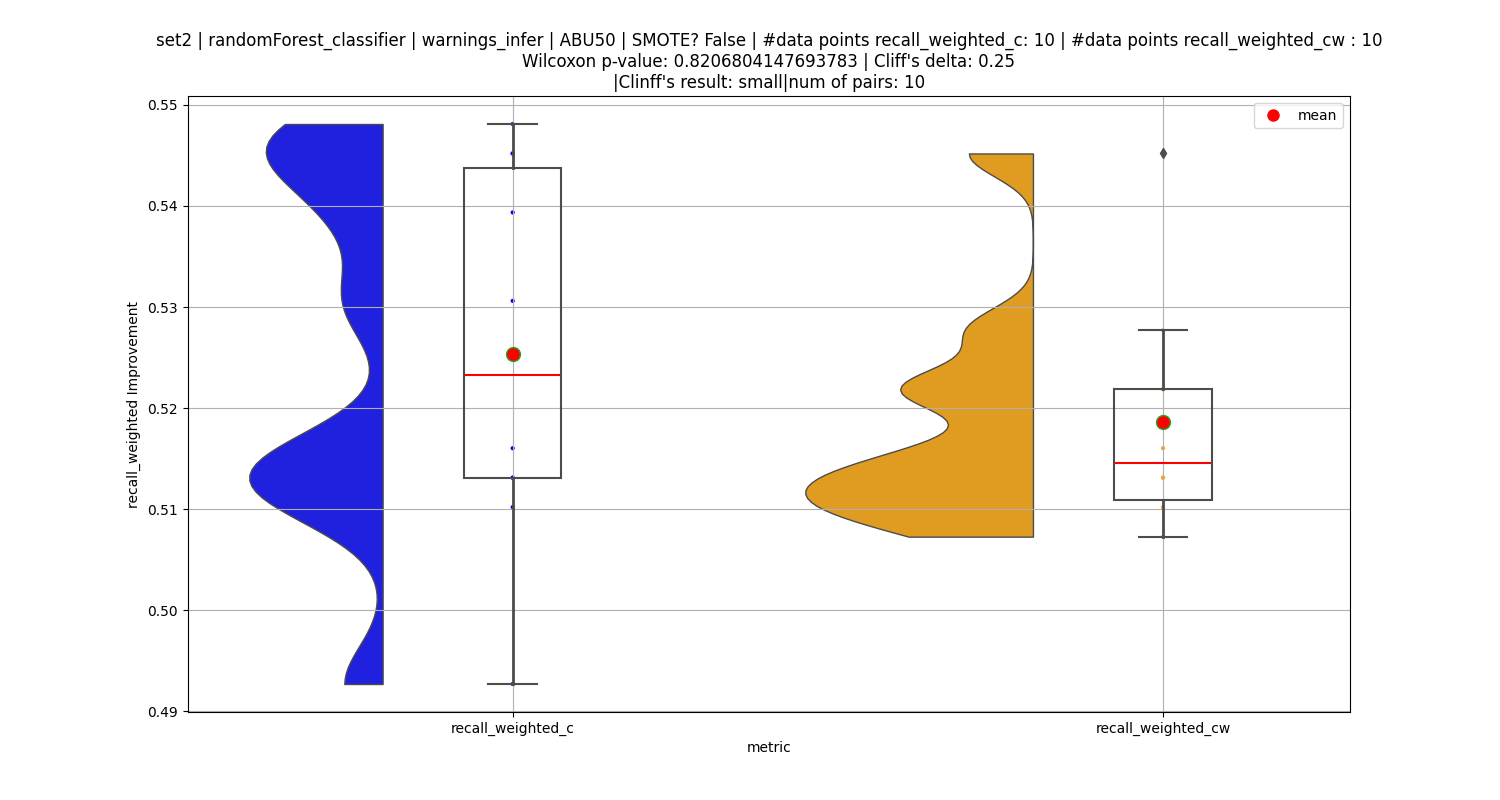 set2 | randomForest_classifier | warnings_infer | ABU50 | SMOTE? False | #data points recall_weighted_c: 10 | #data points recall_weighted_cw : 10
Wilcoxon p-value: 0.8206804147693783 | Cliff's delta: 0.25
|Clinff's result: small|num of pairs: 10
mean
0.55
0.54
0.53
0.52
0.51
0.50
0.49
recall_weighted Improvement
recall_weighted_c
recall_weighted_cw
metric